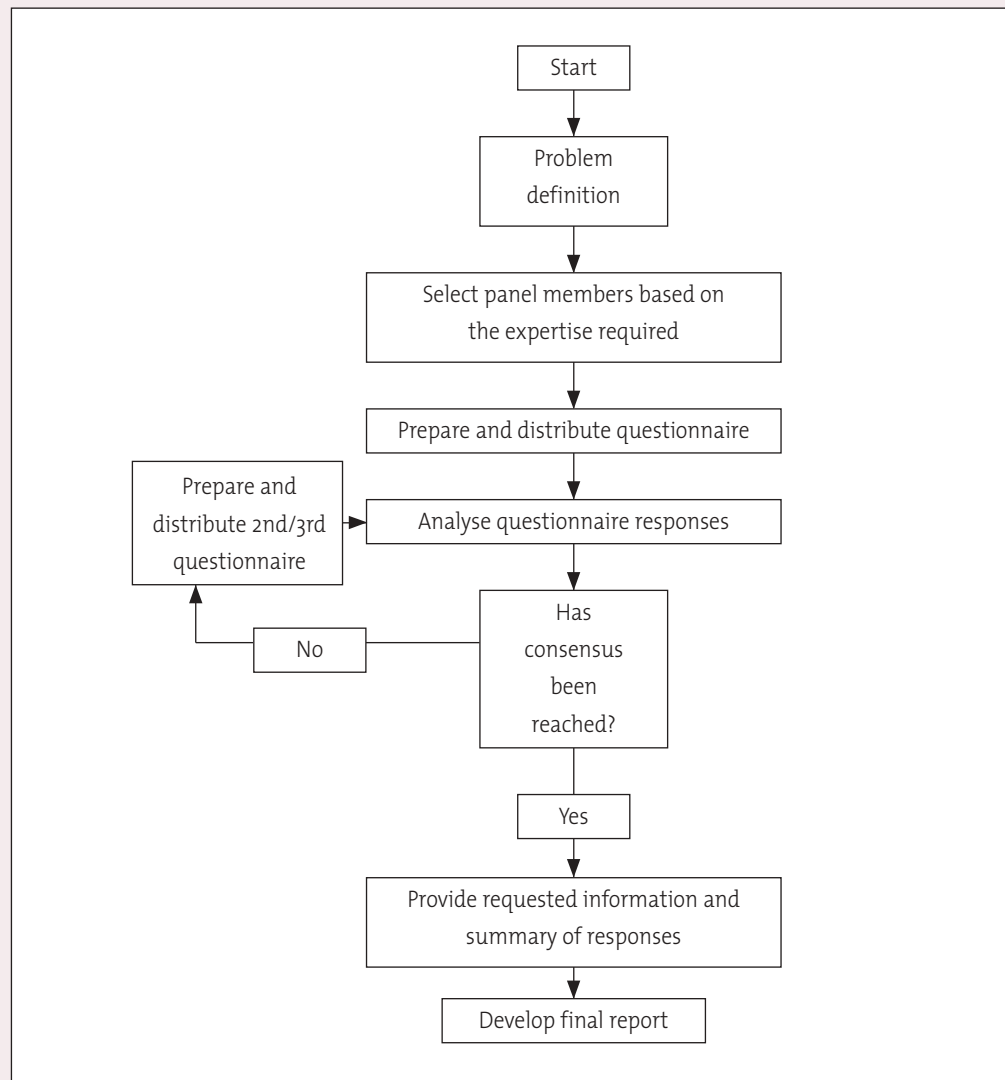 Start
Problem
definition
Select panel members based on
the expertise required
Prepare and distribute questionnaire
Prepare and
distribute 2nd/3rd
questionnaire
Analyse questionnaire responses
Has
consensus
been
reached?
No
Yes
Provide requested information and
summary of responses
Develop final report